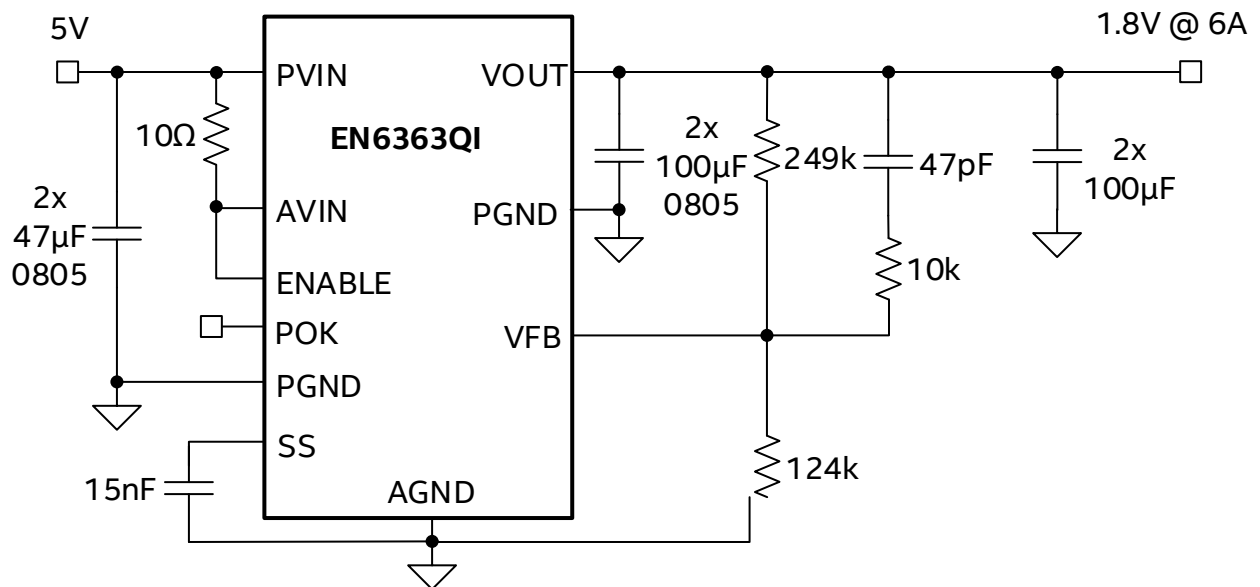 5V
1.8V @ 6A
PVIN
VOUT
10Ω
EN6363QI
2x
100µF
0805
249k
47pF
2x
100µF
2x
47µF
0805
AVIN
PGND
ENABLE
10k
POK
VFB
PGND
SS
124k
15nF
AGND